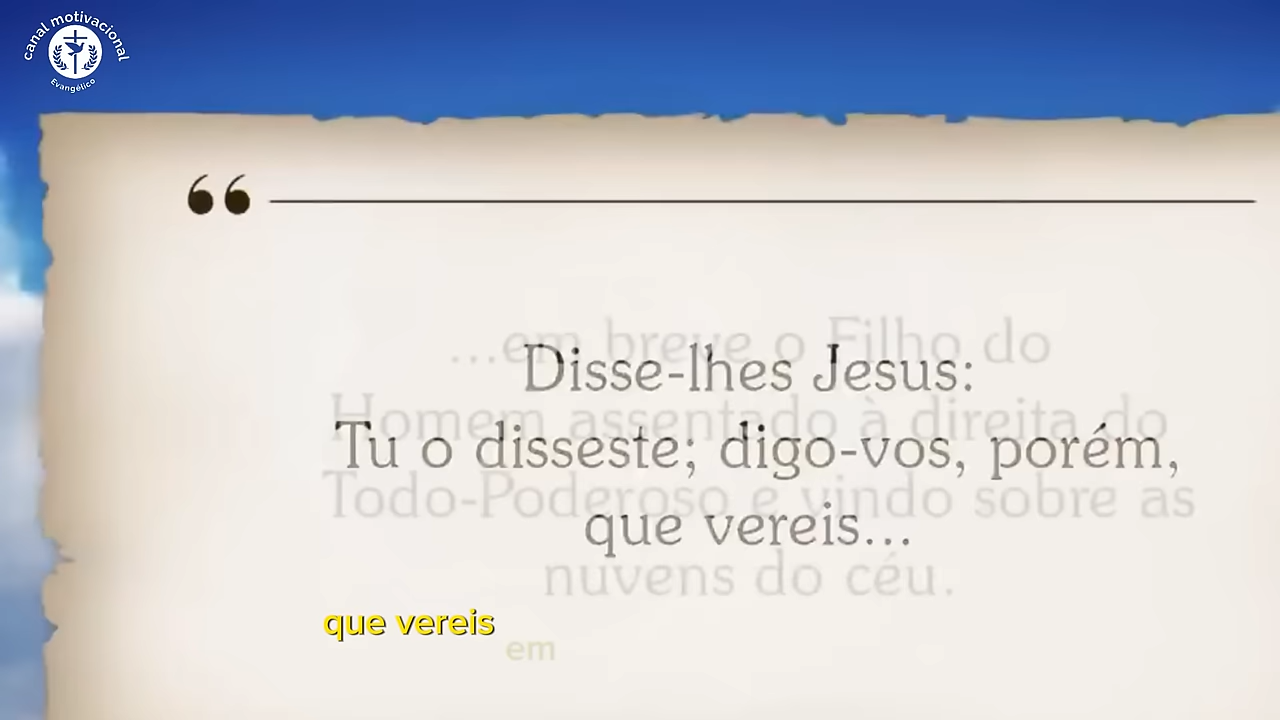 canal motivacional
Evangélico
“
...em breve o Filho do
Disse-lhes Jesus:
Homem assentado à direita do
Tu o disseste; digo-vos, porém,
Todo-Poderoso e vindo sobre as
que vereis...
nuvens do céu.
que vereis
em